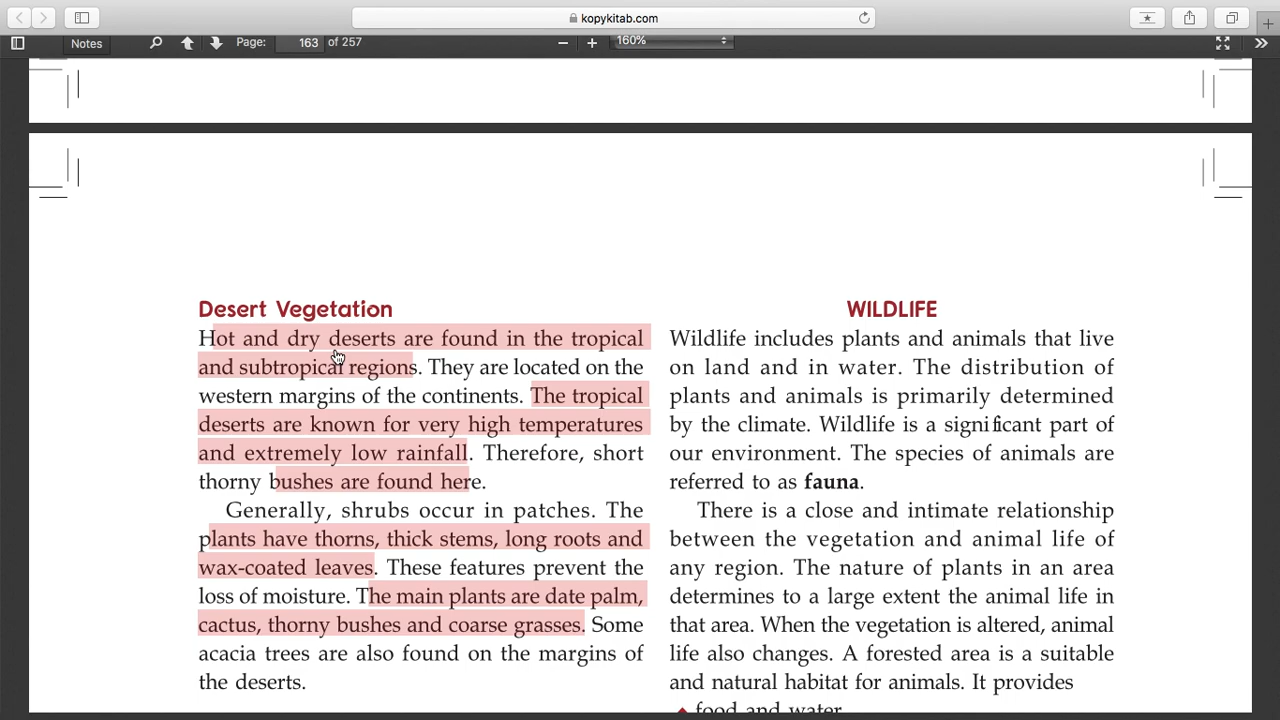 kopykitab.com
Notes
Page: 163 of 257
160%
Desert Vegetation
Hot and dry deserts are found in the tropical
and subtropical regions. They are located on the
western margins of the continents. The tropical
deserts are known for very high temperatures
and extremely low rainfall. Therefore, short
thorny bushes are found here.
Generally, shrubs occur in patches. The
plants have thorns, thick stems, long roots and
wax-coated leaves. These features prevent the
loss of moisture. The main plants are date palm,
cactus, thorny bushes and coarse grasses. Some
acacia trees are also found on the margins of
the deserts.
WILDLIFE
Wildlife includes plants and animals that live
on land and in water. The distribution of
plants and animals is primarily determined
by the climate. Wildlife is a significant part of
our environment. The species of animals are
referred to as fauna.
There is a close and intimate relationship
between the vegetation and animal life of
any region. The nature of plants in an area
determines to a large extent the animal life in
that area. When the vegetation is altered, animal
life also changes. A forested area is a suitable
and natural habitat for animals. It provides
food and water